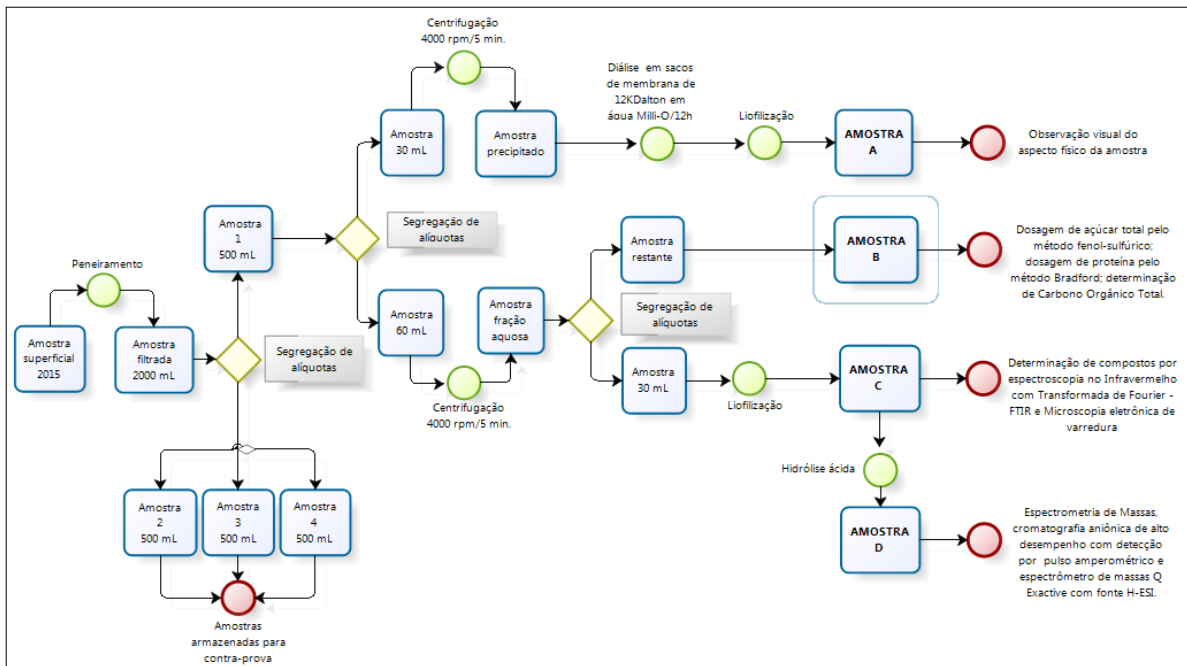 Centrifugação
4000 rpm/5 min.
Diálise em sacos
de membrana de
12KDalton em
água Milli-Q/12h
Liofilização
Amostra
30 mL
Amostra
precipitado
AMOSTRA
A
Observação visual do
aspecto físico da amostra
Segregação de
alíquotas
Amostra
1
500 mL
Amostra
restante
AMOSTRA
B
Dosagem de açúcar total pelo
método fenol-sulfúrico;
dosagem de proteína pelo
método Bradford; determinação
de Carbono Orgânico Total.
Peneiramento
Amostra
60 mL
Amostra
fração
aquosa
Segregação de
alíquotas
Amostra
superficial
2015
Amostra
filtrada
2000 mL
Segregação de
alíquotas
Centrifugação
4000 rpm/5 min.
Amostra
30 mL
Liofilização
AMOSTRA
C
Determinação de compostos por
espectroscopia no Infravermelho
com Transformada de Fourier -
FTIR e Microscopia eletrônica de
varredura
Hidrólise ácida
Amostra
2
500 mL
Amostra
3
500 mL
Amostra
4
500 mL
AMOSTRA
D
Espectrometria de Massas,
cromatografia aniônica de alto
desempenho com detecção
por pulso amperométrico e
espectrômetro de massas Q
Exactive com fonte H-ESI.
Amostras
armazenadas para
contra-prova